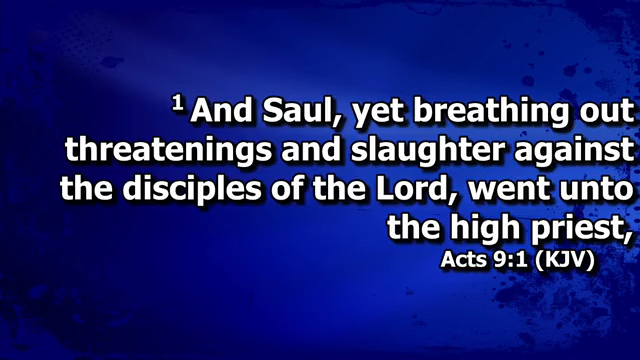 1 And Saul, yet breathing out
threatenings and slaughter against
the disciples of the Lord, went unto
the high priest,
Acts 9:1 (KJV)